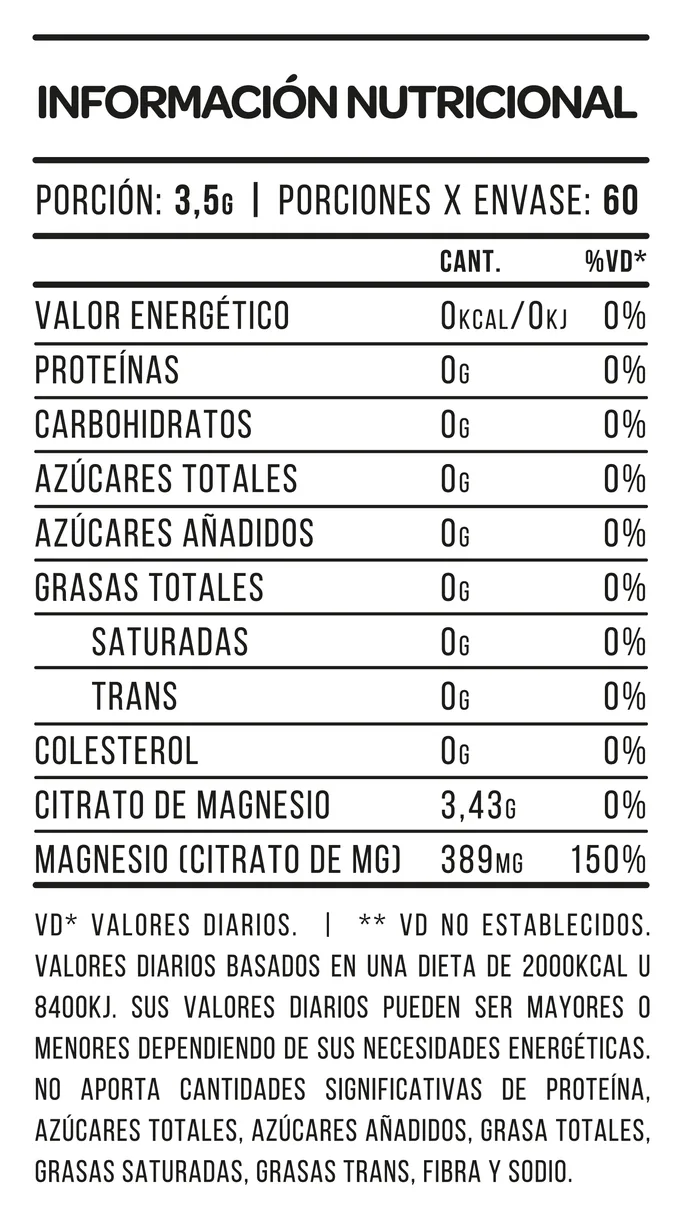 INFORMACIÓN NUTRICIONAL
PORCIÓN: 3,5G | PORCIONES X ENVASE: 60
CANT. %VD*
VALOR ENERGÉTICO 0KCAL/0KJ 0%
PROTEÍNAS 0G 0%
CARBOHIDRATOS 0G 0%
AZÚCARES TOTALES 0G 0%
AZÚCARES AÑADIDOS 0G 0%
GRASAS TOTALES 0G 0%
SATURADAS 0G 0%
TRANS 0G 0%
COLESTEROL 0G 0%
CITRATO DE MAGNESIO 3,43G 0%
MAGNESIO (CITRATO DE MG) 389MG 150%
VD* VALORES DIARIOS. | ** VD NO ESTABLECIDOS.
VALORES DIARIOS BASADOS EN UNA DIETA DE 2000KCAL U
8400KJ. SUS VALORES DIARIOS PUEDEN SER MAYORES O
MENORES DEPENDIENDO DE SUS NECESIDADES ENERGÉTICAS.
NO APORTA CANTIDADES SIGNIFICATIVAS DE PROTEÍNA,
AZÚCARES TOTALES, AZÚCARES AÑADIDOS, GRASA TOTALES,
GRASAS SATURADAS, GRASAS TRANS, FIBRA Y SODIO.